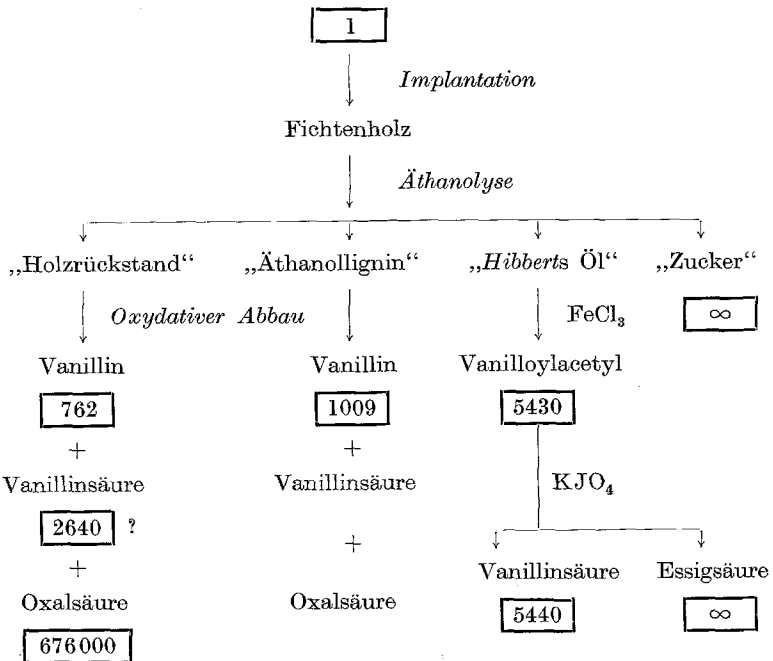 1
Implantation
Fichtenholz
Äthanolyse
„Holzrückstand“ „Äthanollignin“ „Hibberts Öl“ „Zucker“
Oxydativer Abbau FeCl₃ ∞
Vanillin Vanillin Vanilloylacetyl
762 1009 5430
+ +
Vanillinsäure Vanillinsäure KJO₄
2640 ?
+ +
Vanillinsäure Essigsäure
Oxalsäure Oxalsäure
5440 ∞
676000